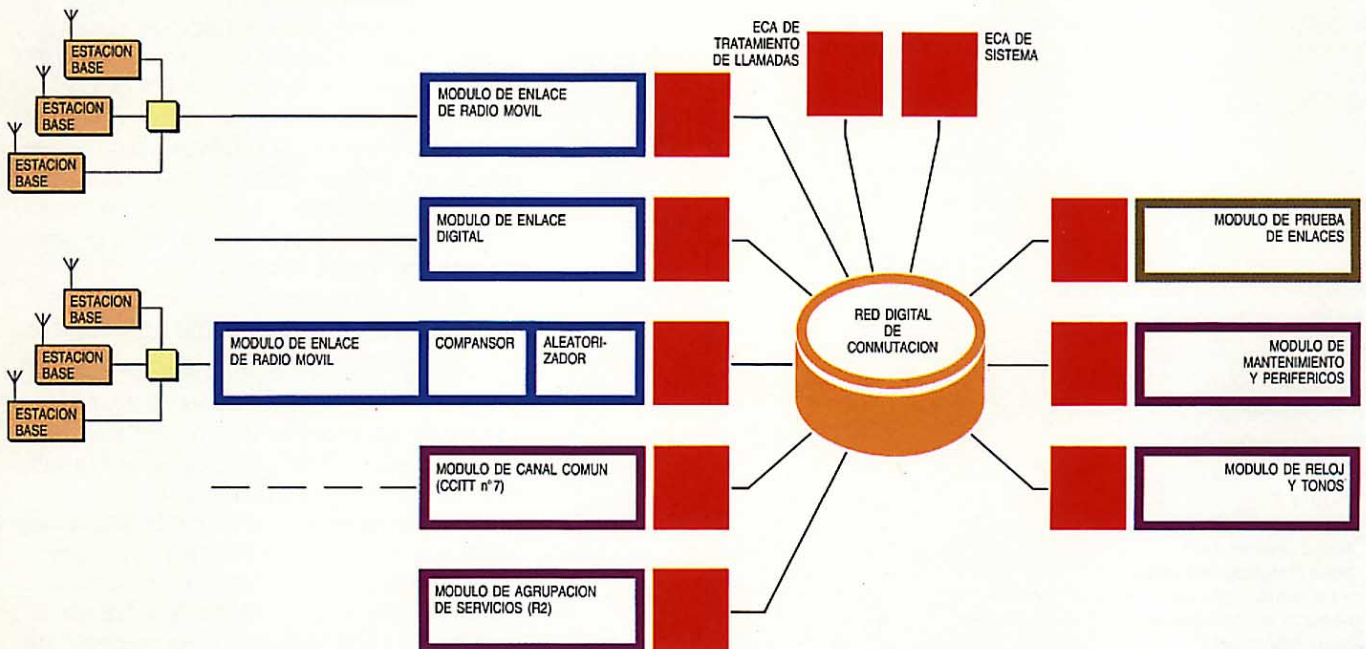 ESTACION
BASE
ESTACION
BASE
ESTACION
BASE
MODULO DE ENLACE
DE RADIO MOVIL
ECA DE
TRATAMIENTO
DE LLAMADAS
ECA DE
SISTEMA
MODULO DE ENLACE
DIGITAL
MODULO DE PRUEBA
DE ENLACES
ESTACION
BASE
ESTACION
BASE
ESTACION
BASE
MODULO DE ENLACE
DE RADIO MOVIL
COMPANSOR
ALEATORI-
ZADOR
RED DIGITAL
DE
CONMUTACION
MODULO DE
MANTENIMIENTO
Y PERIFERICOS
MODULO DE CANAL COMUN
(CCITT n° 7)
MODULO DE RELOJ
Y TONOS
MODULO DE AGRUPACION
DE SERVICIOS (R2)